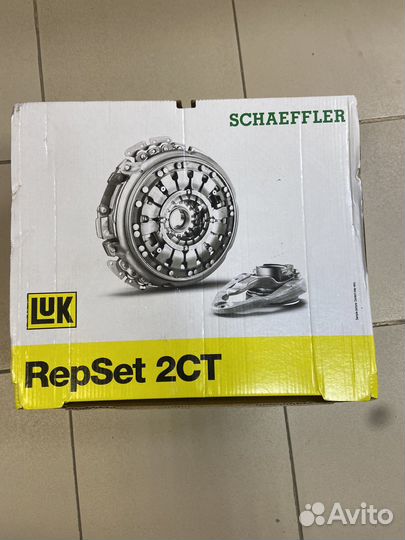 SCHAEFFLER
LUK
RepSet 2CT
Avito